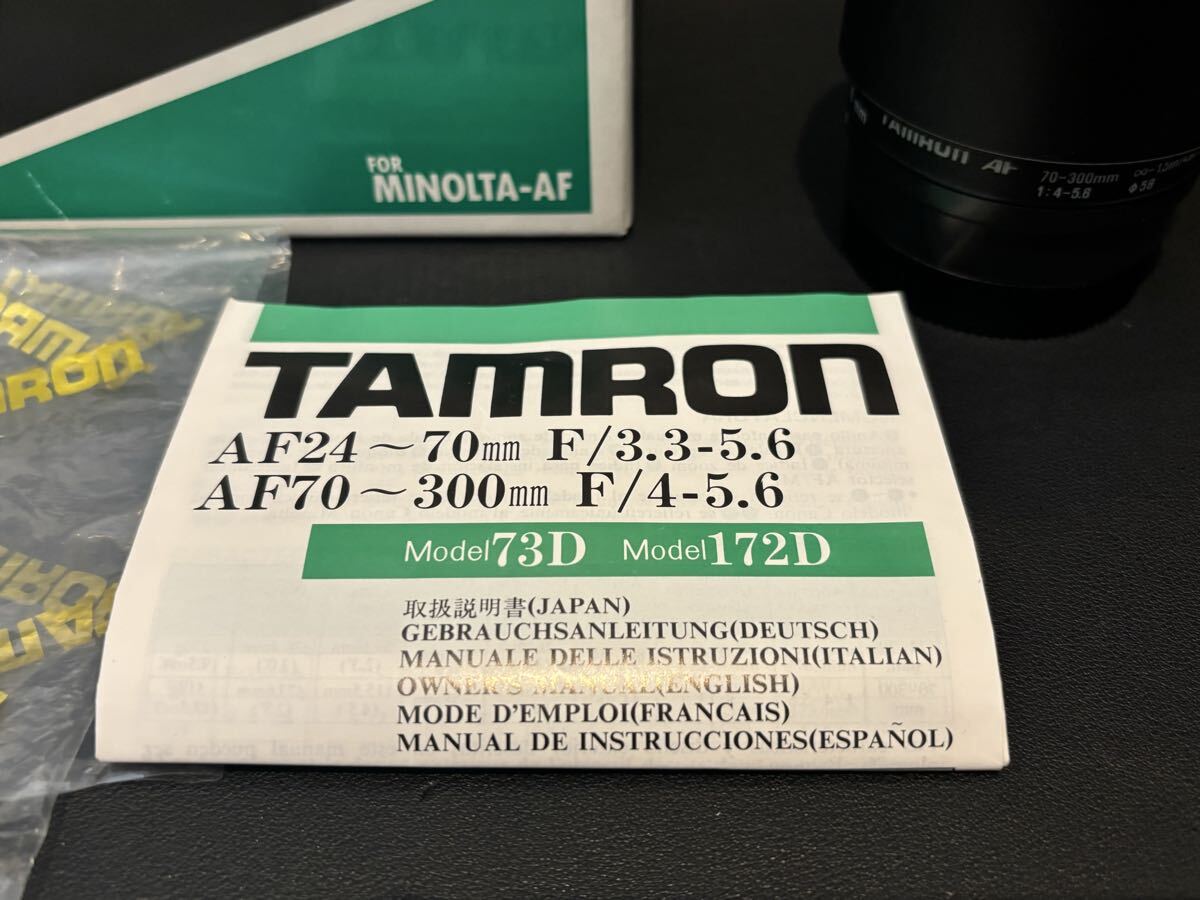 FOR
MINOLTA-AF
TAMRON AF 70-300mm
1:4-5.6 φ58
TAMRON
AF24~70mm F/3.3-5.6
AF70~300mm F/4-5.6
Model73D Model172D
取扱説明書(JAPAN)
GEBRAUCHSANLEITUNG(DEUTSCH)
MANUALE DELLE ISTRUZIONI(ITALIAN)
OWNER'S MANUAL(ENGLISH)
MODE D'EMPLOI(FRANCAIS)
MANUAL DE INSTRUCCIONES(ESPAÑOL)